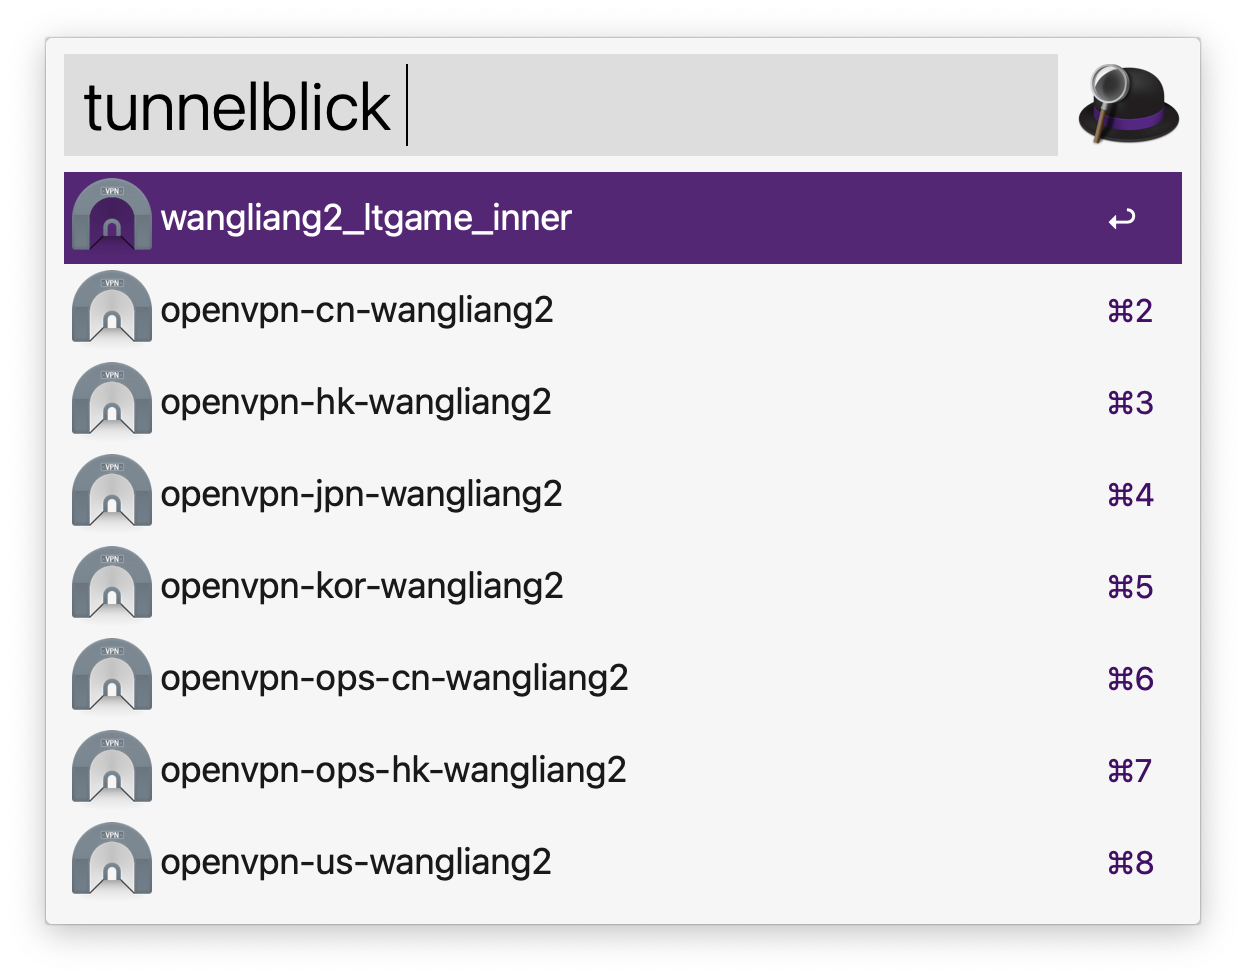 tunnelblick
VPN wangliang2_ltgame_inner ↩
VPN openvpn-cn-wangliang2 ⌘2
VPN openvpn-hk-wangliang2 ⌘3
VPN openvpn-jpn-wangliang2 ⌘4
VPN openvpn-kor-wangliang2 ⌘5
VPN openvpn-ops-cn-wangliang2 ⌘6
VPN openvpn-ops-hk-wangliang2 ⌘7
VPN openvpn-us-wangliang2 ⌘8